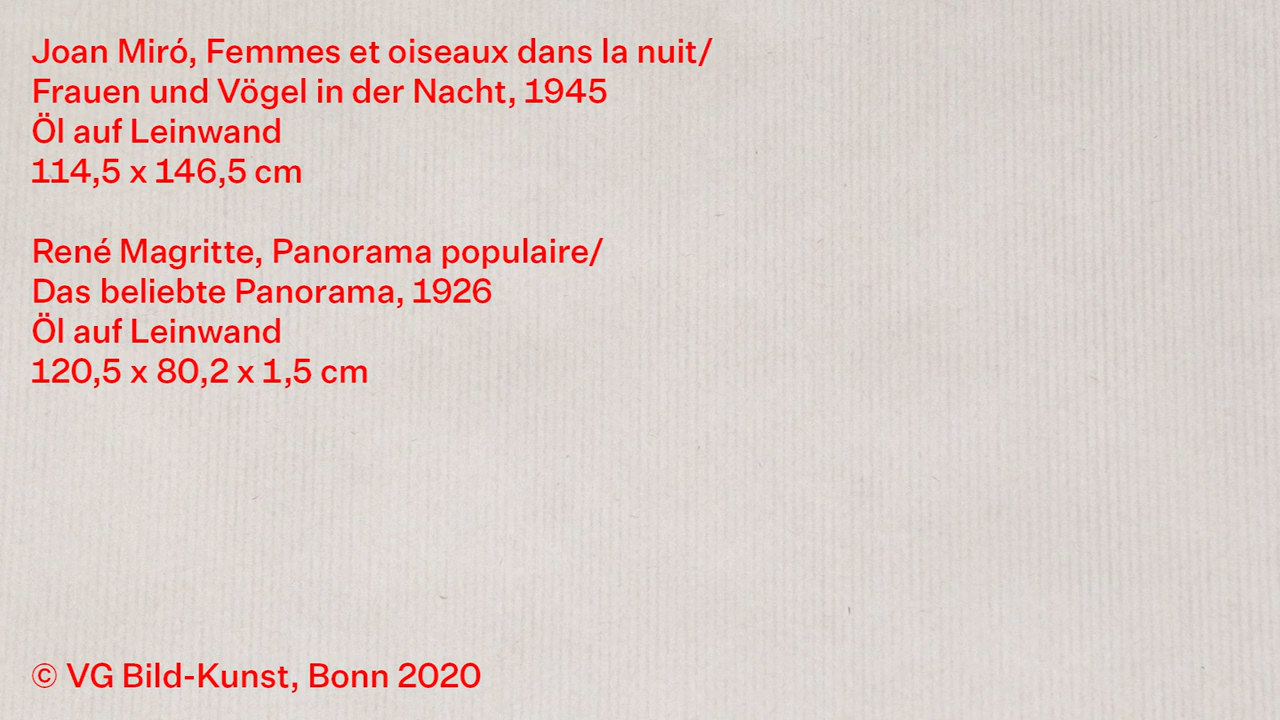 Joan Miró, Femmes et oiseaux dans la nuit/
Frauen und Vögel in der Nacht, 1945
Öl auf Leinwand
114,5 x 146,5 cm
René Magritte, Panorama populaire/
Das beliebte Panorama, 1926
Öl auf Leinwand
120,5 x 80,2 x 1,5 cm
© VG Bild-Kunst, Bonn 2020